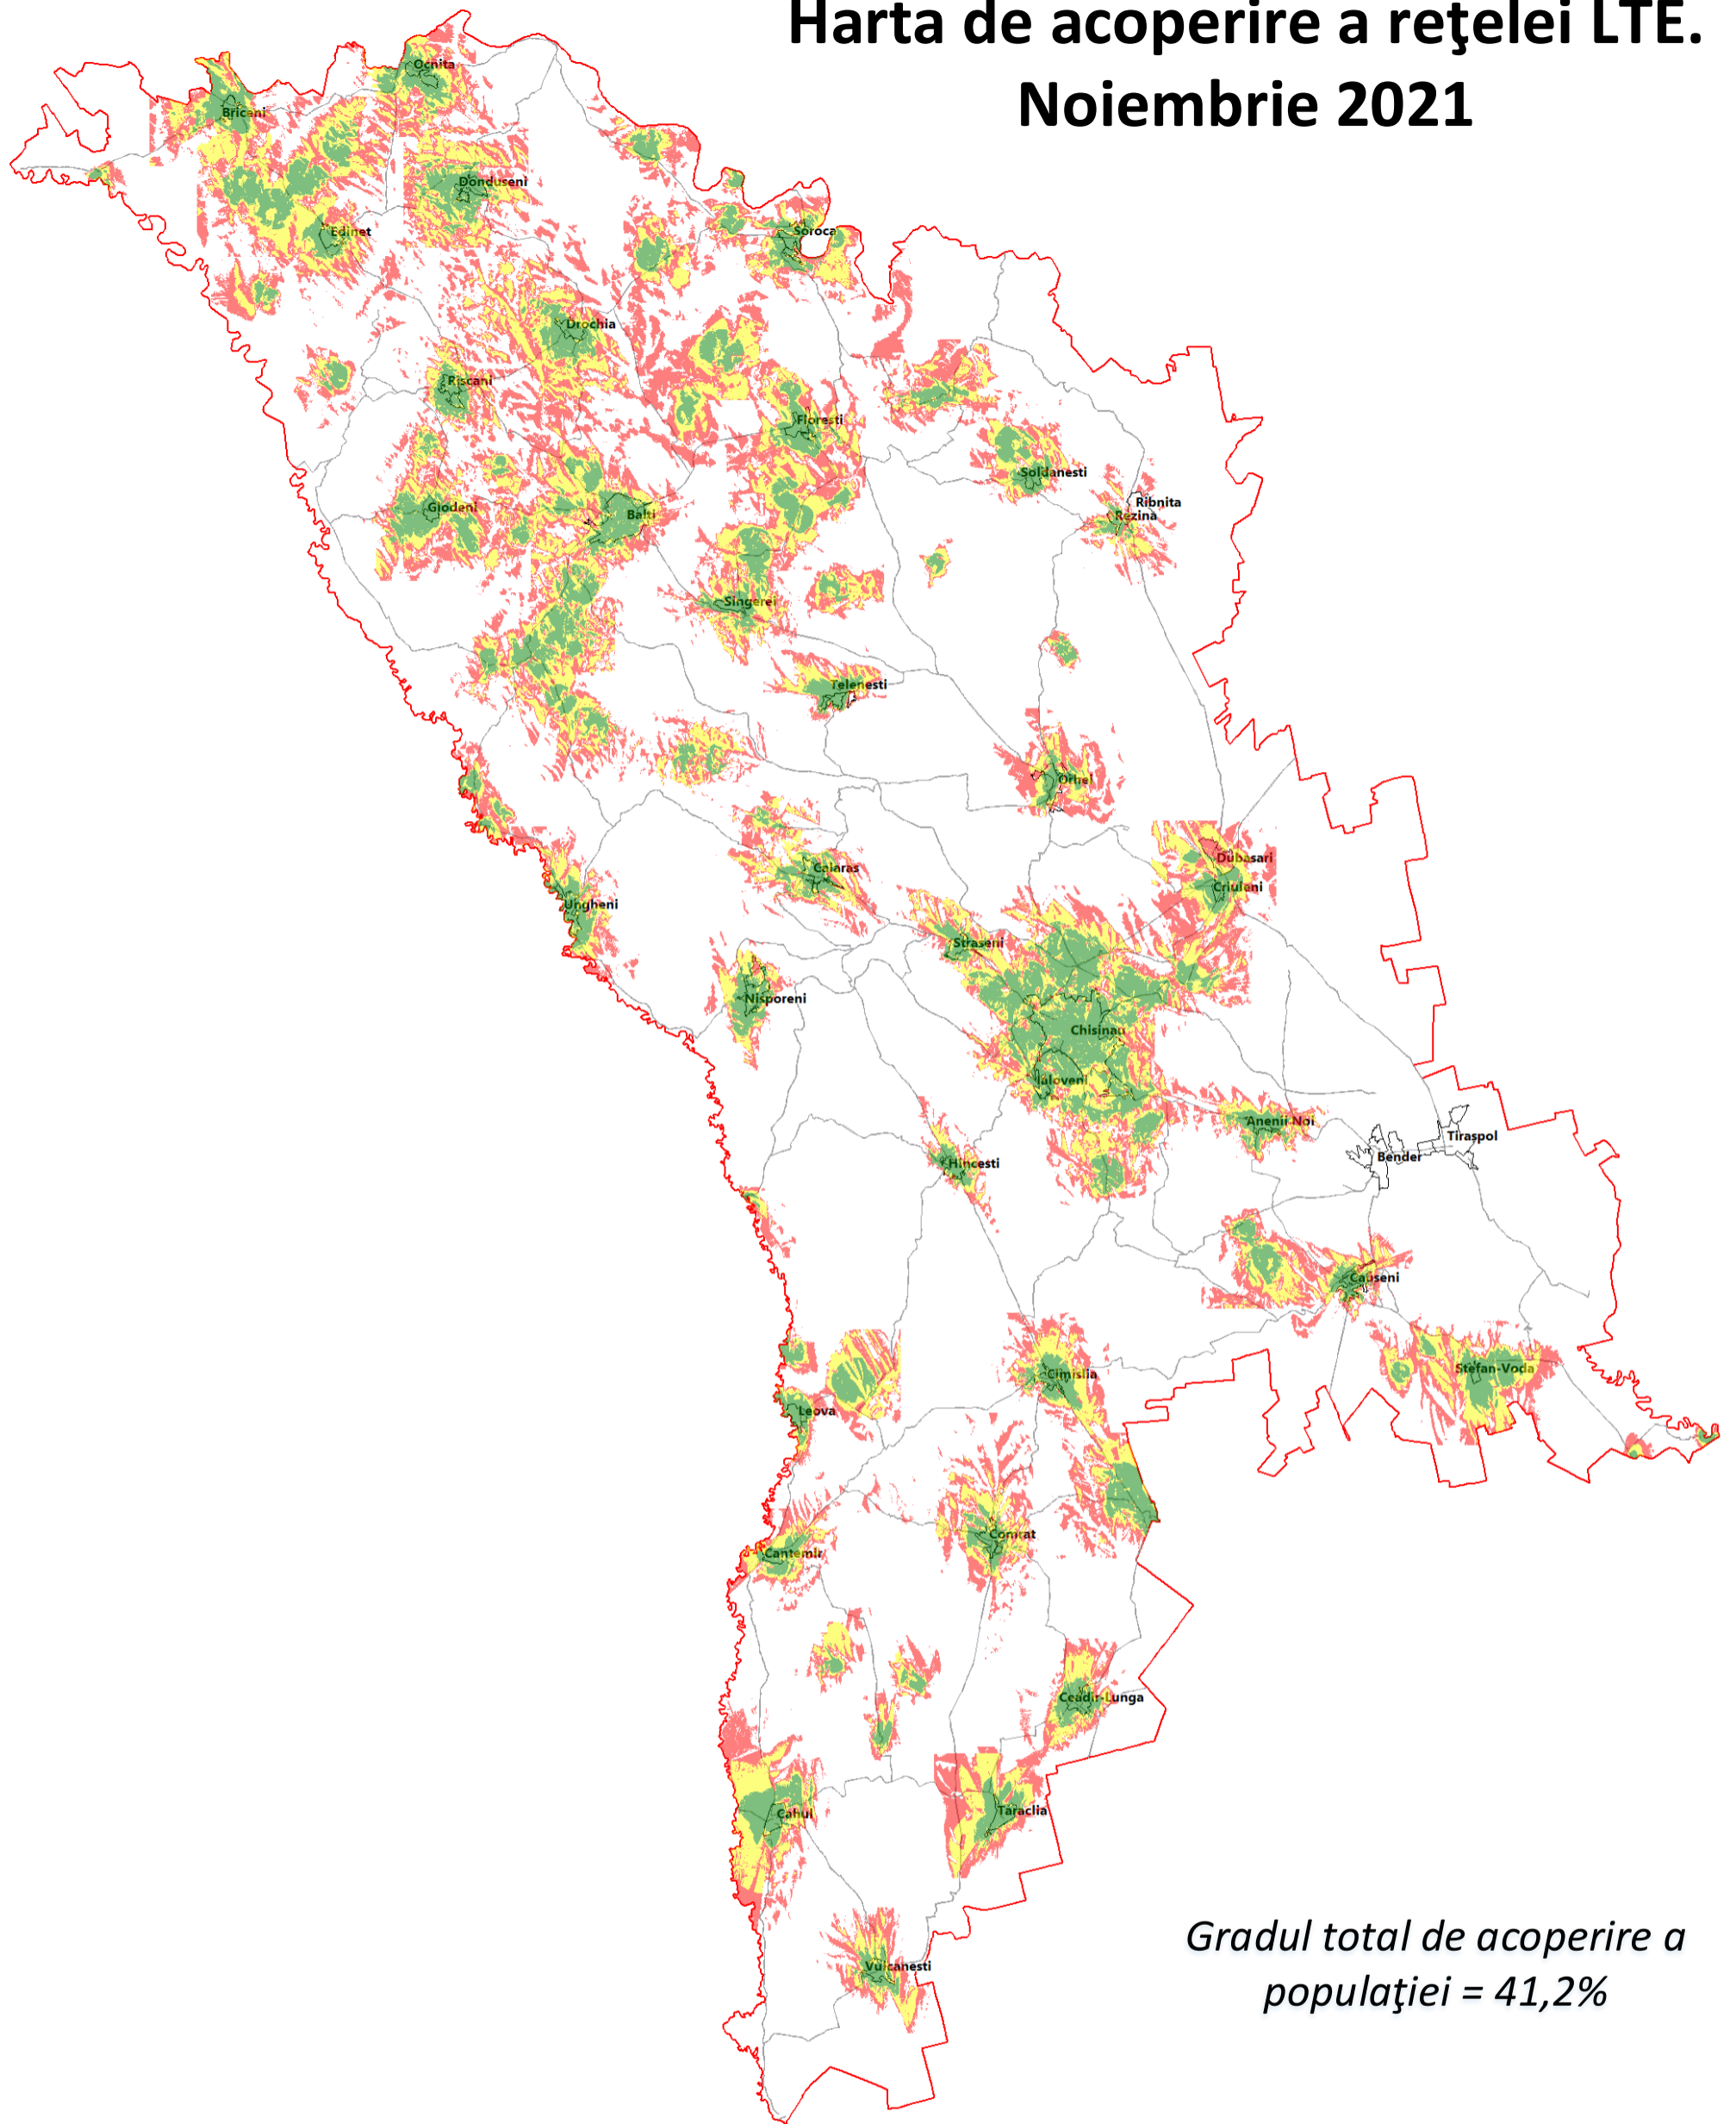 Harta de acoperire a reţelei LTE.
Noiembrie 2021
Ocnita
Bricani
Donduseni
Edinet
Soroca
Drochia
Riscani
Floresti
Soldanesti
Ribnita
Rezina
Glodeni
Balti
Singerei
Telenesti
Orhei
Calaras
Dubasari
Criuleni
Ungheni
Straseni
Nisporeni
Chisinau
Ialoveni
Anenii Noi
Tiraspol
Bender
Hincesti
Causeni
Stefan-Voda
Cimislia
Leova
Comrat
Cantemir
Ceadir-Lunga
Cahul
Taraclia
Vulcanesti
Gradul total de acoperire a
populaţiei = 41,2%